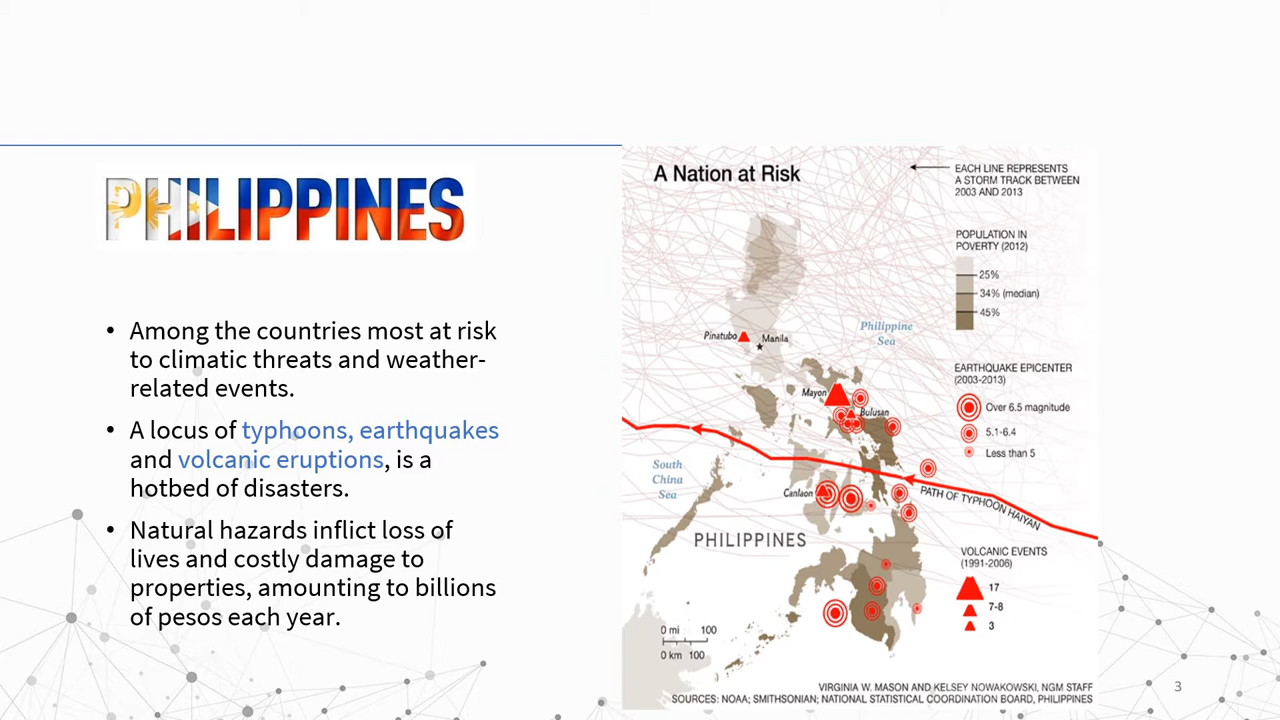 PHILIPPINES
• Among the countries most at risk
to climatic threats and weather-
related events.
• A locus of typhoons, earthquakes
and volcanic eruptions, is a
hotbed of disasters.
• Natural hazards inflict loss of
lives and costly damage to
properties, amounting to billions
of pesos each year.
A Nation at Risk
EACH LINE REPRESENTS
A STORM TRACK BETWEEN
2003 AND 2013
POPULATION IN
POVERTY (2012)
25%
34% (median)
45%
Philippine
Sea
Pinatubo
Manila
EARTHQUAKE EPICENTER
(2003-2013)
Over 6.5 magnitude
5.1-6.4
Less than 5
Mayon
Bulusan
South
China
Sea
Canlaon
PATH OF TYPHOON HAIYAN
PHILIPPINES
VOLCANIC EVENTS
(1991-2006)
17
7-8
3
0 mi 100
0 km 100
VIRGINIA W. MASON AND KELSEY NOWAKOWSKI, NGM STAFF
SOURCES: NOAA; SMITHSONIAN; NATIONAL STATISTICAL COORDINATION BOARD, PHILIPPINES
3